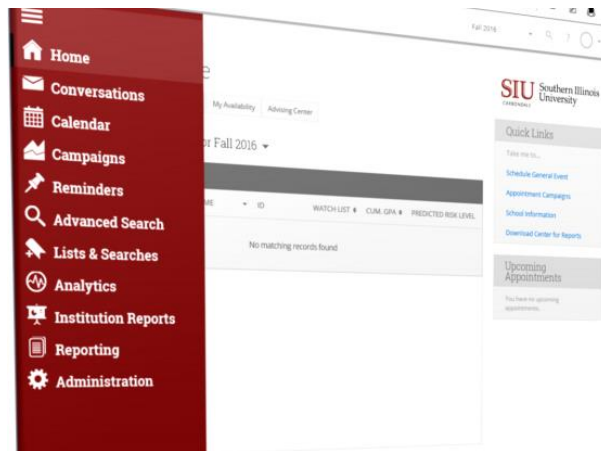 Fall 2016
Home
Conversations
Calendar
Campaigns
Reminders
Advanced Search
Lists & Searches
Analytics
Institution Reports
Reporting
Administration
e
My Availability
Advising Center
or Fall 2016
ME
ID
WATCH LIST
CUM. GPA
PREDICTED RISK LEVEL
No matching records found
SIU Southern Illinois
University
CARBONDALE
Quick Links
Take me to...
Schedule General Event
Appointment Campaigns
School Information
Download Center for Reports
Upcoming
Appointments
You have no upcoming
appointments.